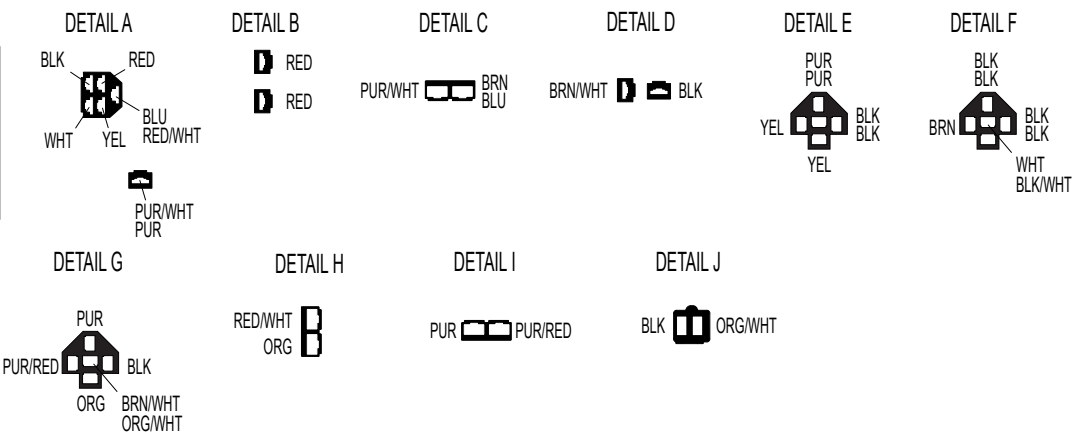 DETAIL A
BLK
RED
BLU
RED/WHT
WHT
YEL
PUR/WHT
PUR
DETAIL B
RED
RED
DETAIL C
PUR/WHT
BRN
BLU
DETAIL D
BRN/WHT
BLK
DETAIL E
PUR
PUR
YEL
BLK
BLK
YEL
DETAIL F
BLK
BLK
BRN
BLK
BLK
WHT
BLK/WHT
DETAIL G
PUR
PUR/RED
BLK
ORG
BRN/WHT
ORG/WHT
DETAIL H
RED/WHT
ORG
DETAIL I
PUR
PUR/RED
DETAIL J
BLK
ORG/WHT